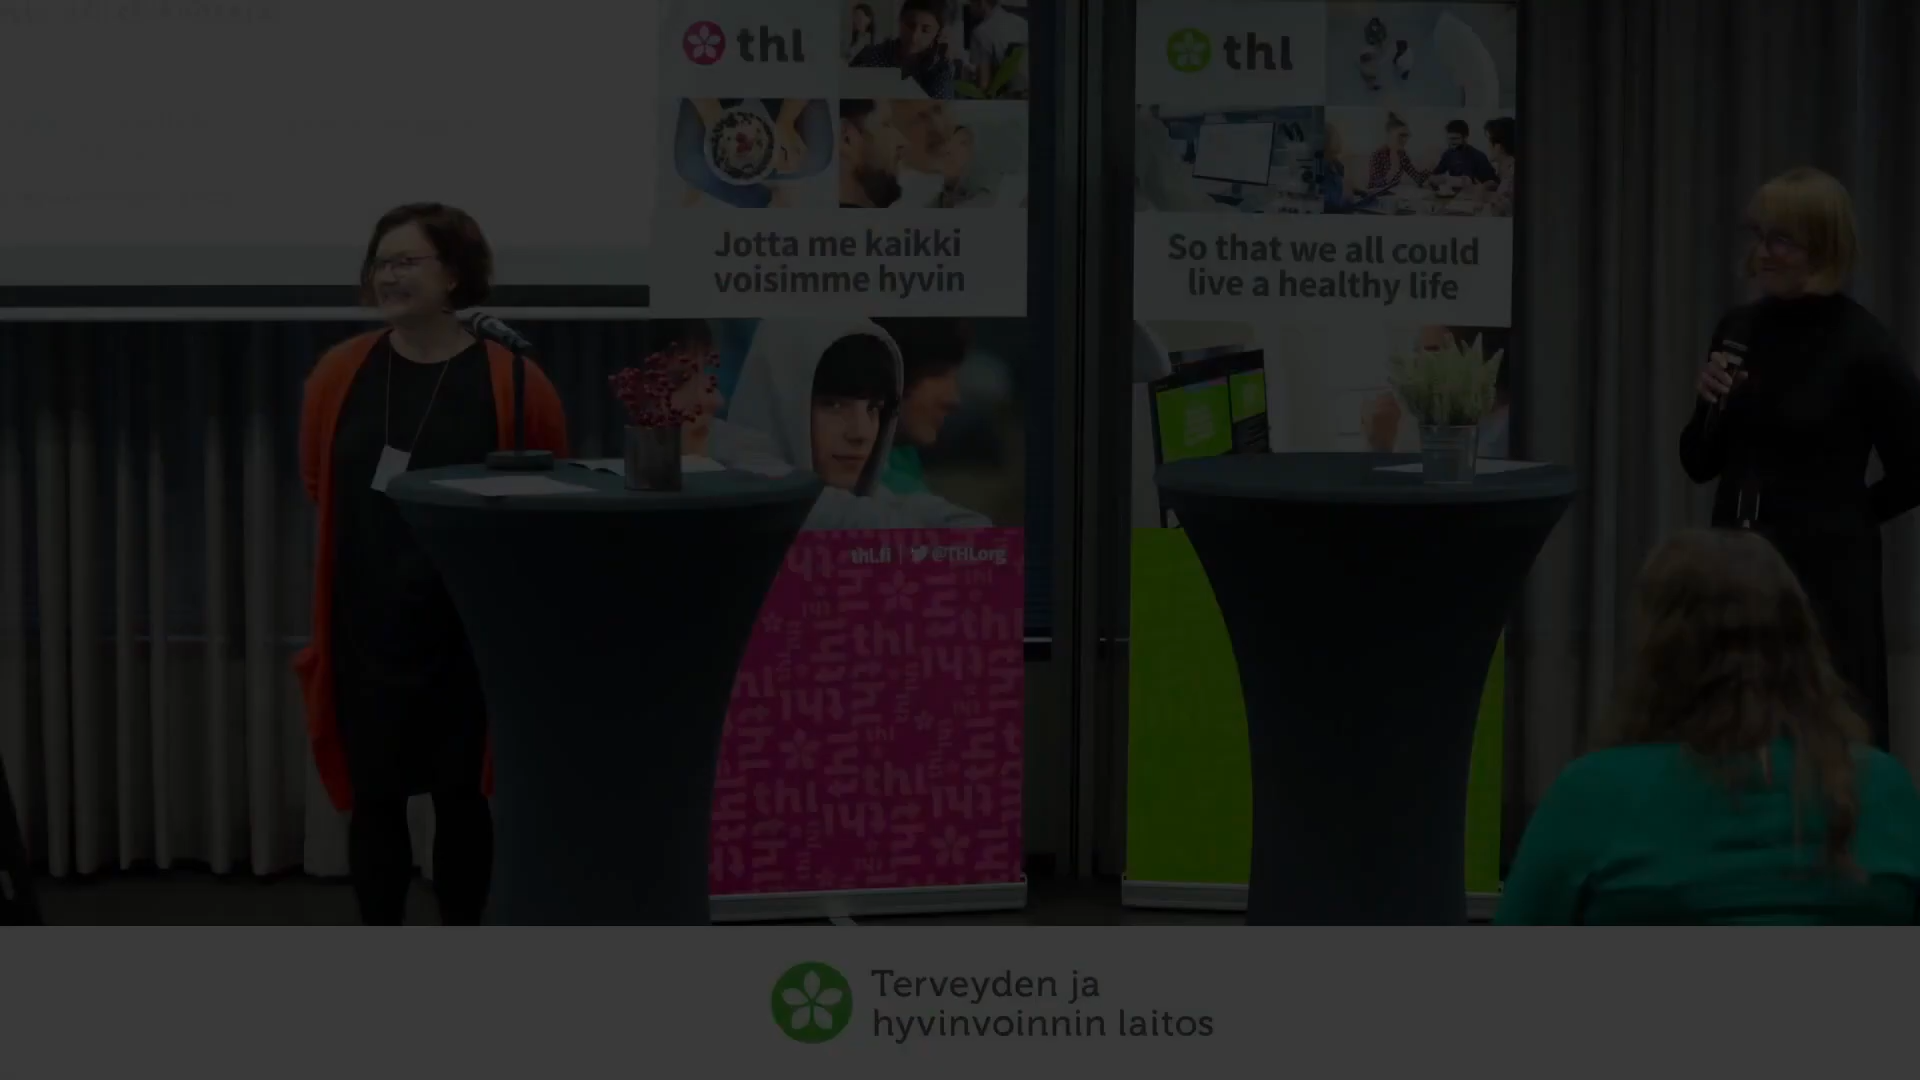 thl
Jotta me kaikki
voisimme hyvin
thl.fi | @THLorg
thl
So that we all could
live a healthy life
Terveyden ja
hyvinvoinnin laitos